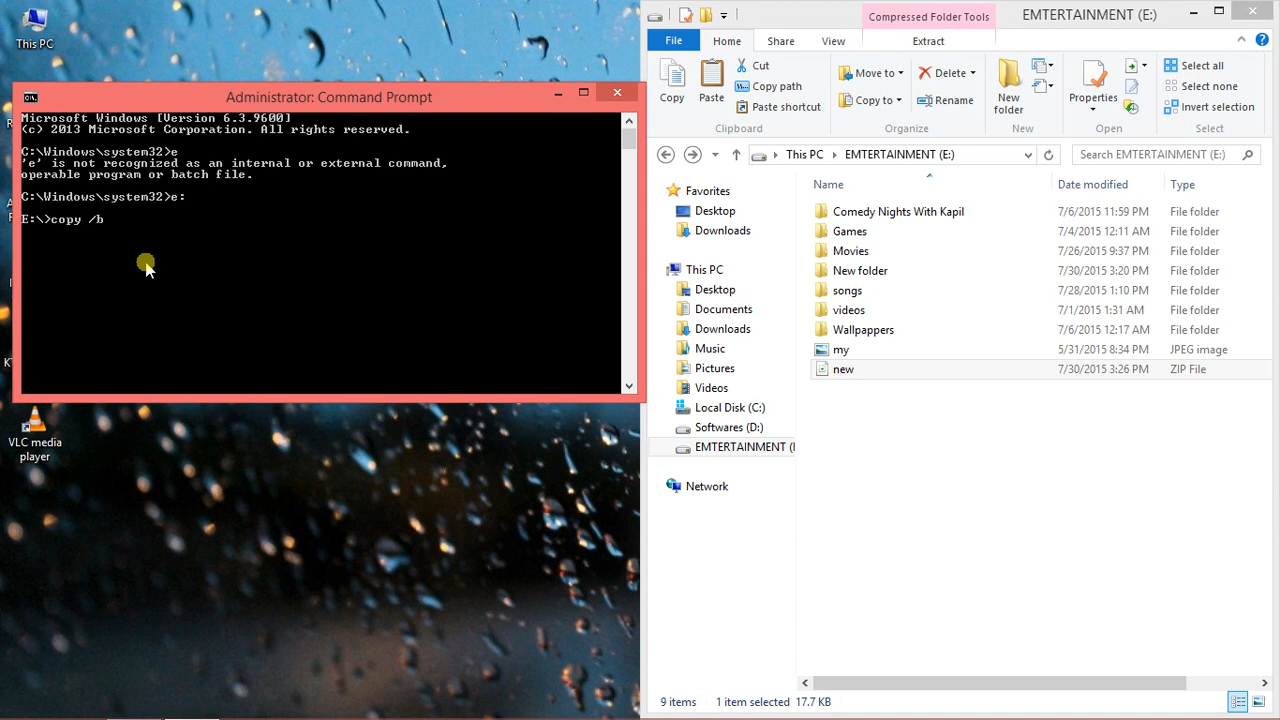 This PC
Administrator: Command Prompt
Microsoft Windows [Version 6.3.9600]
(c) 2013 Microsoft Corporation. All rights reserved.
C:\Windows\system32>e
'e' is not recognized as an internal or external command,
operable program or batch file.
C:\Windows\system32>e:
E:\>copy /b
VLC media
player
Compressed Folder Tools
EMTERTAINMENT (E:)
File
Home
Share
View
Extract
Copy
Paste
Cut
Copy path
Paste shortcut
Clipboard
Move to
Copy to
Delete
Rename
Organize
New
folder
New
Properties
Open
Select all
Select none
Invert selection
Select
This PC
EMTERTAINMENT (E:)
Search EMTERTAINMENT (E:)
Favorites
Desktop
Downloads
This PC
Desktop
Documents
Downloads
Music
Pictures
Videos
Local Disk (C:)
Softwares (D:)
EMTERTAINMENT (
Network
Name Date modified Type
Comedy Nights With Kapil 7/6/2015 11:59 PM File folder
Games 7/4/2015 12:11 AM File folder
Movies 7/26/2015 9:37 PM File folder
New folder 7/30/2015 3:20 PM File folder
songs 7/28/2015 1:10 PM File folder
videos 7/1/2015 1:31 AM File folder
Wallpappers 7/6/2015 12:17 AM File folder
my 5/31/2015 8:34 PM JPEG image
new 7/30/2015 3:26 PM ZIP File
9 items 1 item selected 17.7 KB